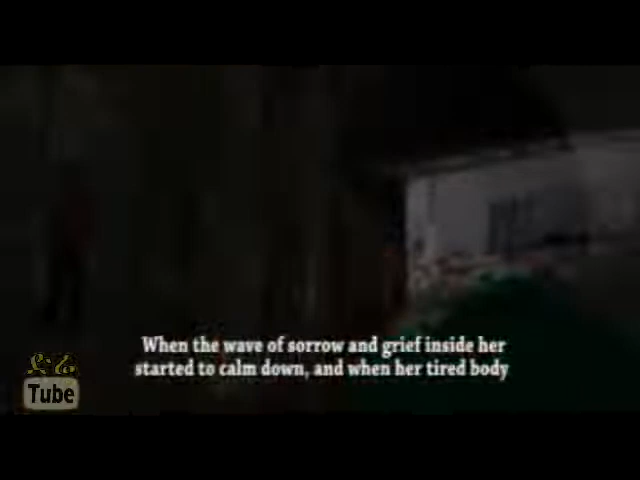 When the wave of sorrow and grief inside her
started to calm down, and when her tired body
ድሬ
Tube